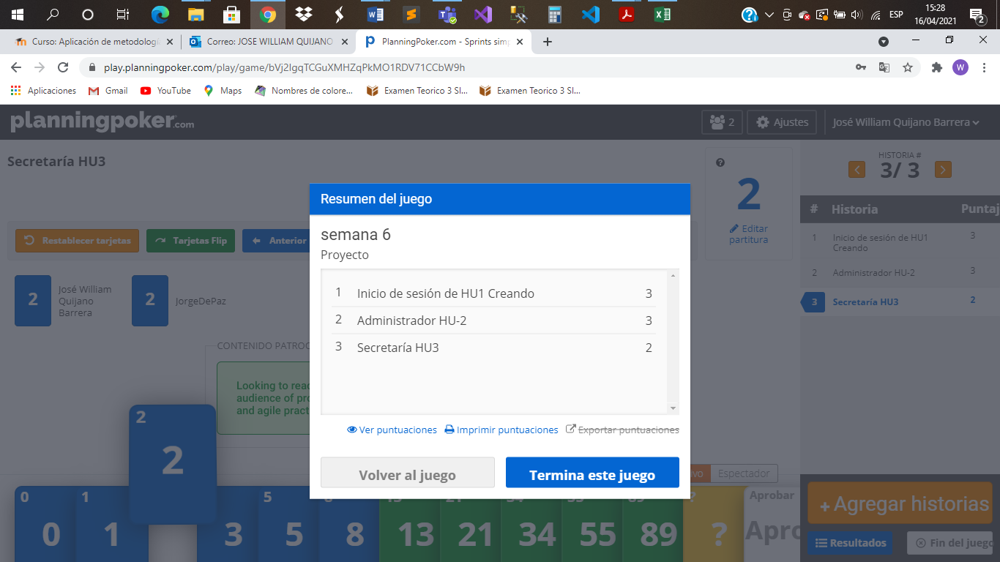 ESP
15:28
16/04/2021
2
Curso: Aplicación de metodologí
Correo: JOSE WILLIAM QUIJANO
PlanningPoker.com - Sprints sim
play.planningpoker.com/play/game/bVj2IgqTCGuXMHZqPkMO1RDV71CCbW9h
W
Aplicaciones
Gmail
YouTube
Maps
Nombres de colore...
Examen Teorico 3 SI...
Examen Teorico 3 SI...
planningpoker.com
2
Ajustes
José William Quijano Barrera
Secretaría HU3
2
Editar
partitura
HISTORIA #
3/ 3
# Historia Puntaj
1 Inicio de sesión de HU1 Creando 3
2 Administrador HU-2 3
3 Secretaría HU3 2
Restablecer tarjetas
Tarjetas Flip
Anterior
2 José William Quijano Barrera
2 JorgeDePaz
CONTENIDO PATROC
Looking to read
audience of pro
and agile pract
Resumen del juego
semana 6
Proyecto
1 Inicio de sesión de HU1 Creando 3
2 Administrador HU-2 3
3 Secretaría HU3 2
Ver puntuaciones
Imprimir puntuaciones
Exportar puntuaciones
Volver al juego
Termina este juego
Espectador
2
2
0 1 5 ?
Aprobar
0 1 3 5 8 13 21 34 55 89 ? Apro
+ Agregar historias
Resultados
Fin del juego